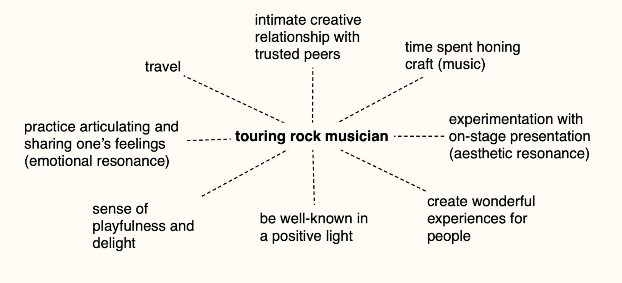 intimate creative
relationship with
trusted peers
time spent honing
craft (music)
travel
practice articulating and
sharing one's feelings
(emotional resonance)
touring rock musician
experimentation with
on-stage presentation
(aesthetic resonance)
sense of
playfulness and
delight
be well-known in
a positive light
create wonderful
experiences for
people